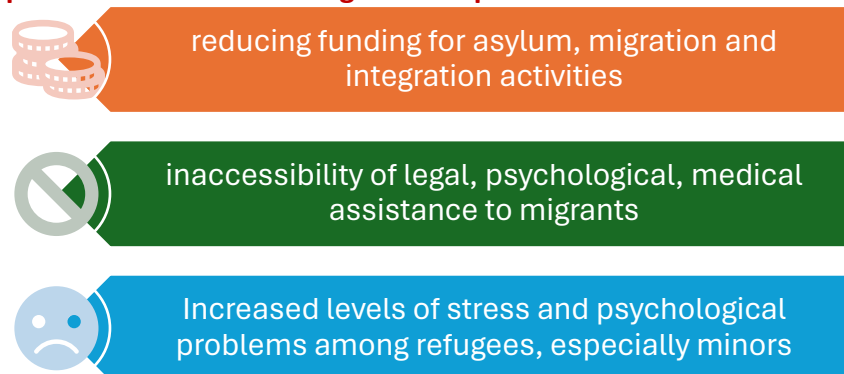 reducing funding for asylum, migration and
integration activities
inaccessibility of legal, psychological, medical
assistance to migrants
Increased levels of stress and psychological
problems among refugees, especially minors